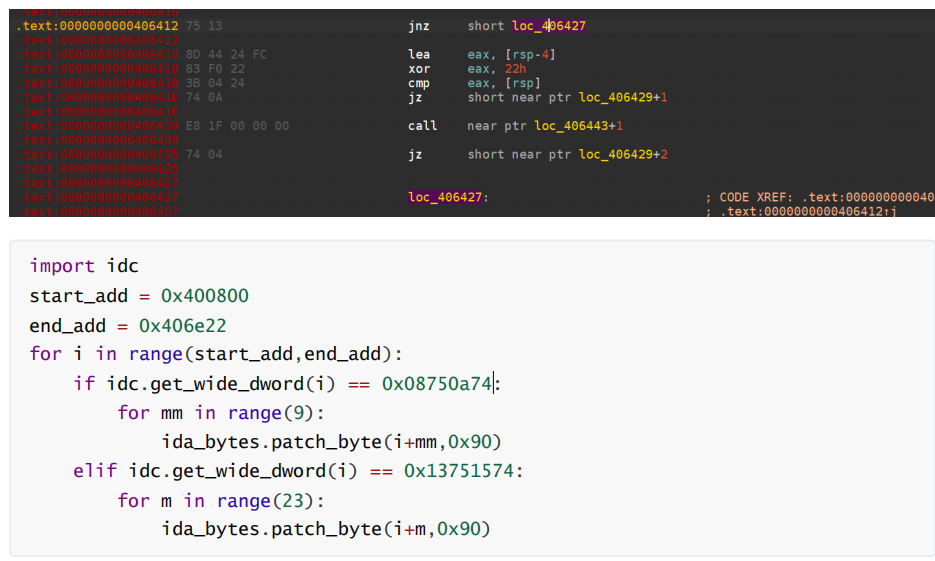 .text:0000000000406412 75 13 jnz short loc_406427
.text:0000000000406412
.text:0000000000406414 8D 44 24 FC lea eax, [rsp-4]
.text:0000000000406418 83 F0 22 xor eax, 22h
.text:000000000040641B 3B 04 24 cmp eax, [rsp]
.text:000000000040641E 74 0A jz short near ptr loc_406429+1
.text:000000000040641E
.text:0000000000406420 E8 1F 00 00 00 call near ptr loc_406443+1
.text:0000000000406420
.text:0000000000406425 74 04 jz short near ptr loc_406429+2
.text:0000000000406425
.text:0000000000406427
.text:0000000000406427 loc_406427: ; CODE XREF: .text:000000000040
.text:0000000000406427 ; .text:0000000000406412↑j
import idc
start_add = 0x400800
end_add = 0x406e22
for i in range(start_add,end_add):
if idc.get_wide_dword(i) == 0x08750a74:
for mm in range(9):
ida_bytes.patch_byte(i+mm,0x90)
elif idc.get_wide_dword(i) == 0x13751574:
for m in range(23):
ida_bytes.patch_byte(i+m,0x90)